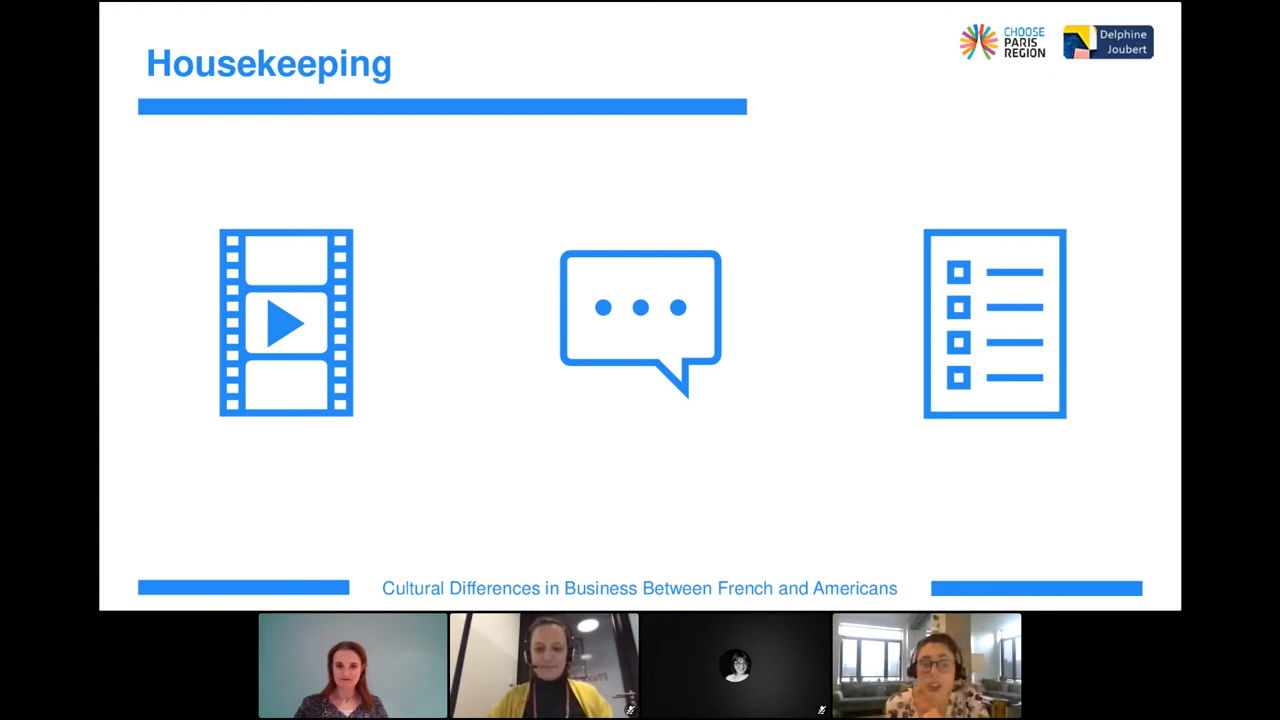 Housekeeping
CHOOSE
PARIS
REGION
Delphine
Joubert
Cultural Differences in Business Between French and Americans